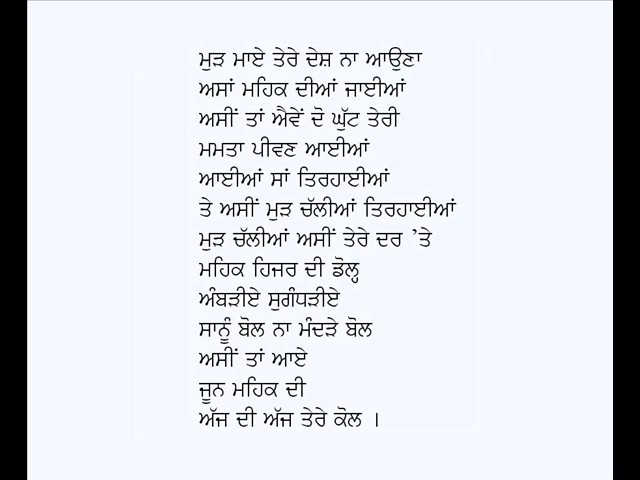 ਮੁੜ ਮਾਏ ਤੇਰੇ ਦੇਸ਼ ਨਾ ਆਉਣਾ
ਅਸਾਂ ਮਹਿਕ ਦੀਆਂ ਜਾਈਆਂ
ਅਸੀਂ ਤਾਂ ਐਵੇਂ ਦੋ ਘੁੱਟ ਤੇਰੀ
ਮਮਤਾ ਪੀਵਣ ਆਈਆਂ
ਆਈਆਂ ਸਾਂ ਤਿਰਹਾਈਆਂ
ਤੇ ਅਸੀਂ ਮੁੜ ਚੱਲੀਆਂ ਤਿਰਹਾਈਆਂ
ਮੁੜ ਚੱਲੀਆਂ ਅਸੀਂ ਤੇਰੇ ਦਰ ’ਤੇ
ਮਹਿਕ ਹਿਜਰ ਦੀ ਡੋਲ੍ਹ
ਅੰਬੜੀਏ ਸੁਗੰਧੜੀਏ
ਸਾਨੂੰ ਬੋਲ ਨਾ ਮੰਦੜੇ ਬੋਲ
ਅਸੀਂ ਤਾਂ ਆਏ
ਜੂਨ ਮਹਿਕ ਦੀ
ਅੱਜ ਦੀ ਅੱਜ ਤੇਰੇ ਕੋਲ ।